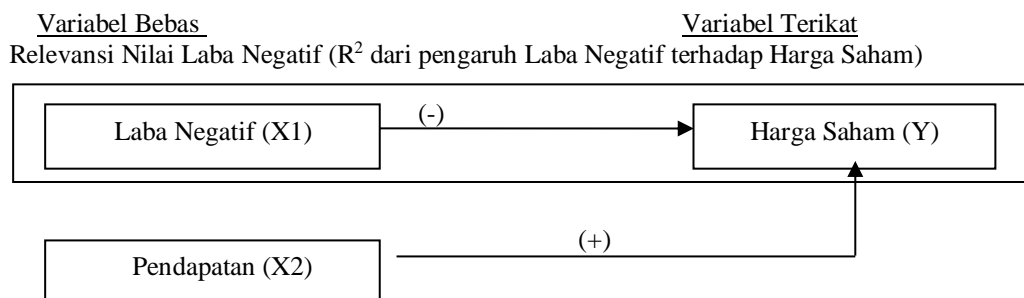 Variabel Bebas Variabel Terikat
Relevansi Nilai Laba Negatif (R² dari pengaruh Laba Negatif terhadap Harga Saham)
(-)
Laba Negatif (X1) Harga Saham (Y)
(+)
Pendapatan (X2)